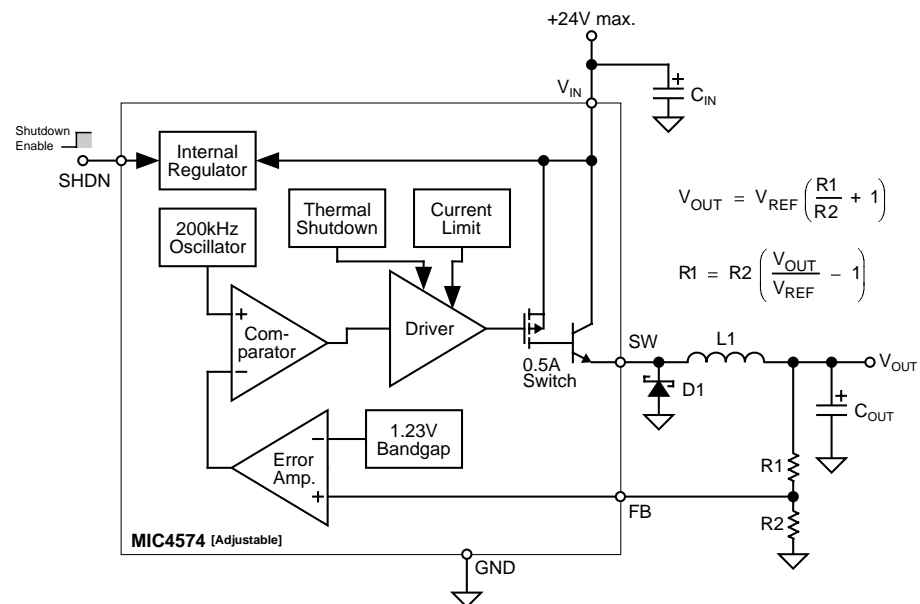 +24V max.
V_IN
C_IN
Shutdown
Enable
SHDN
Internal
Regulator
200kHz
Oscillator
Thermal
Shutdown
Current
Limit
V_OUT = V_REF (R1/R2 + 1)
R1 = R2 (V_OUT/V_REF − 1)
+
Com-
parator
−
Driver
0.5A
Switch
SW
L1
V_OUT
D1
+
C_OUT
1.23V
Bandgap
−
Error
Amp.
+
R1
FB
R2
MIC4574 [Adjustable]
GND